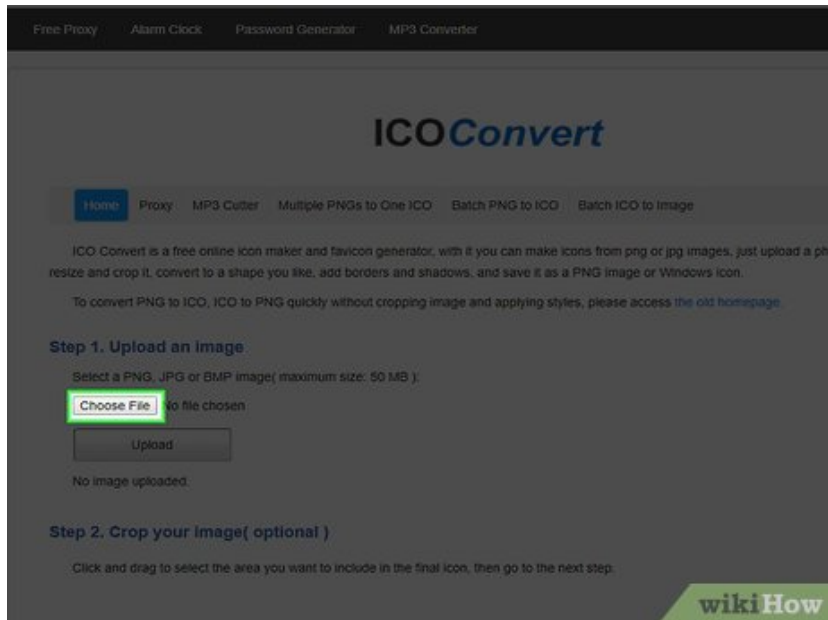 Free Proxy Alarm Clock Password Generator MP3 Converter
ICOConvert
Home Proxy MP3 Cutter Multiple PNGs to One ICO Batch PNG to ICO Batch ICO to Image
ICO Convert is a free online icon maker and favicon generator, with it you can make icons from png or jpg images, just upload a
resize and crop it, convert to a shape you like, add borders and shadows, and save it as a PNG image or Windows icon.
To convert PNG to ICO, ICO to PNG quickly without cropping image and applying styles, please access the old homepage.
Step 1. Upload an image
Select a PNG, JPG or BMP image( maximum size: 50 MB ):
Choose File No file chosen
Upload
No image uploaded.
Step 2. Crop your image( optional )
Click and drag to select the area you want to include in the final icon, then go to the next step:
wikiHow